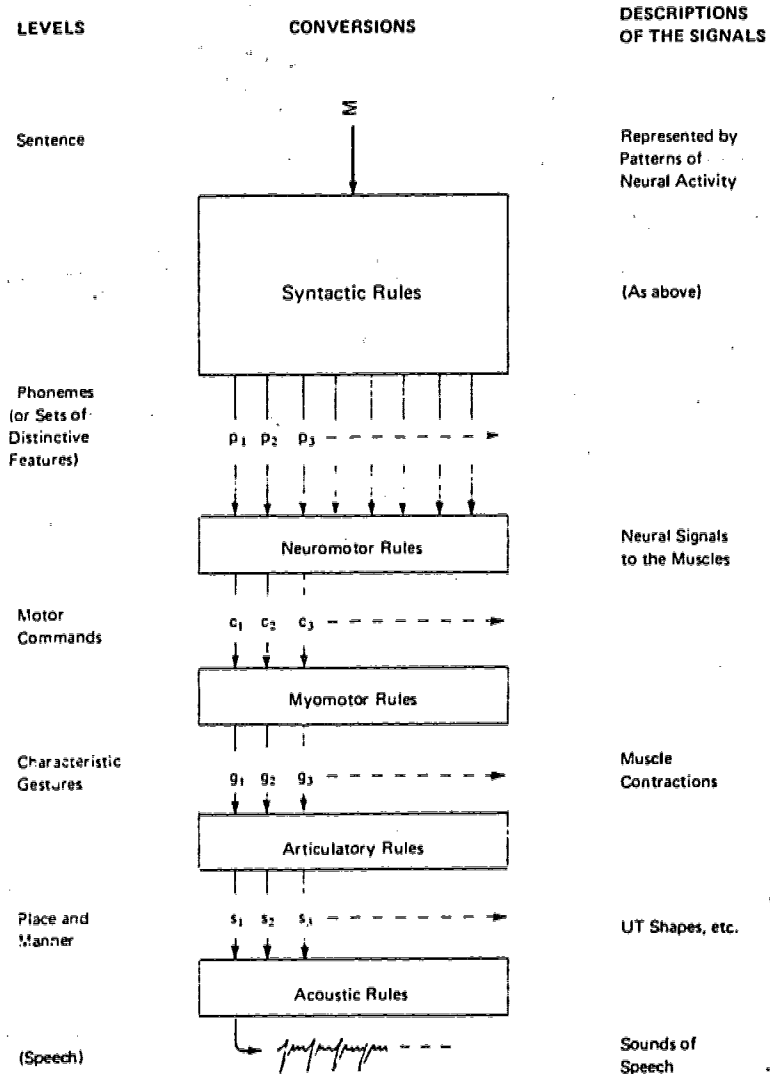 LEVELS
CONVERSIONS
DESCRIPTIONS
OF THE SIGNALS
M
Sentence
Represented by
Patterns of
Neural Activity
Syntactic Rules
(As above)
Phonemes
(or Sets of
Distinctive
Features)
p1 p2 p3
Neuromotor Rules
Neural Signals
to the Muscles
Motor
Commands
c1 c2 c3
Myomotor Rules
Characteristic
Gestures
g1 g2 g3
Muscle
Contractions
Articulatory Rules
Place and
Manner
s1 s2 s3
UT Shapes, etc.
Acoustic Rules
(Speech)
Sounds of
Speech